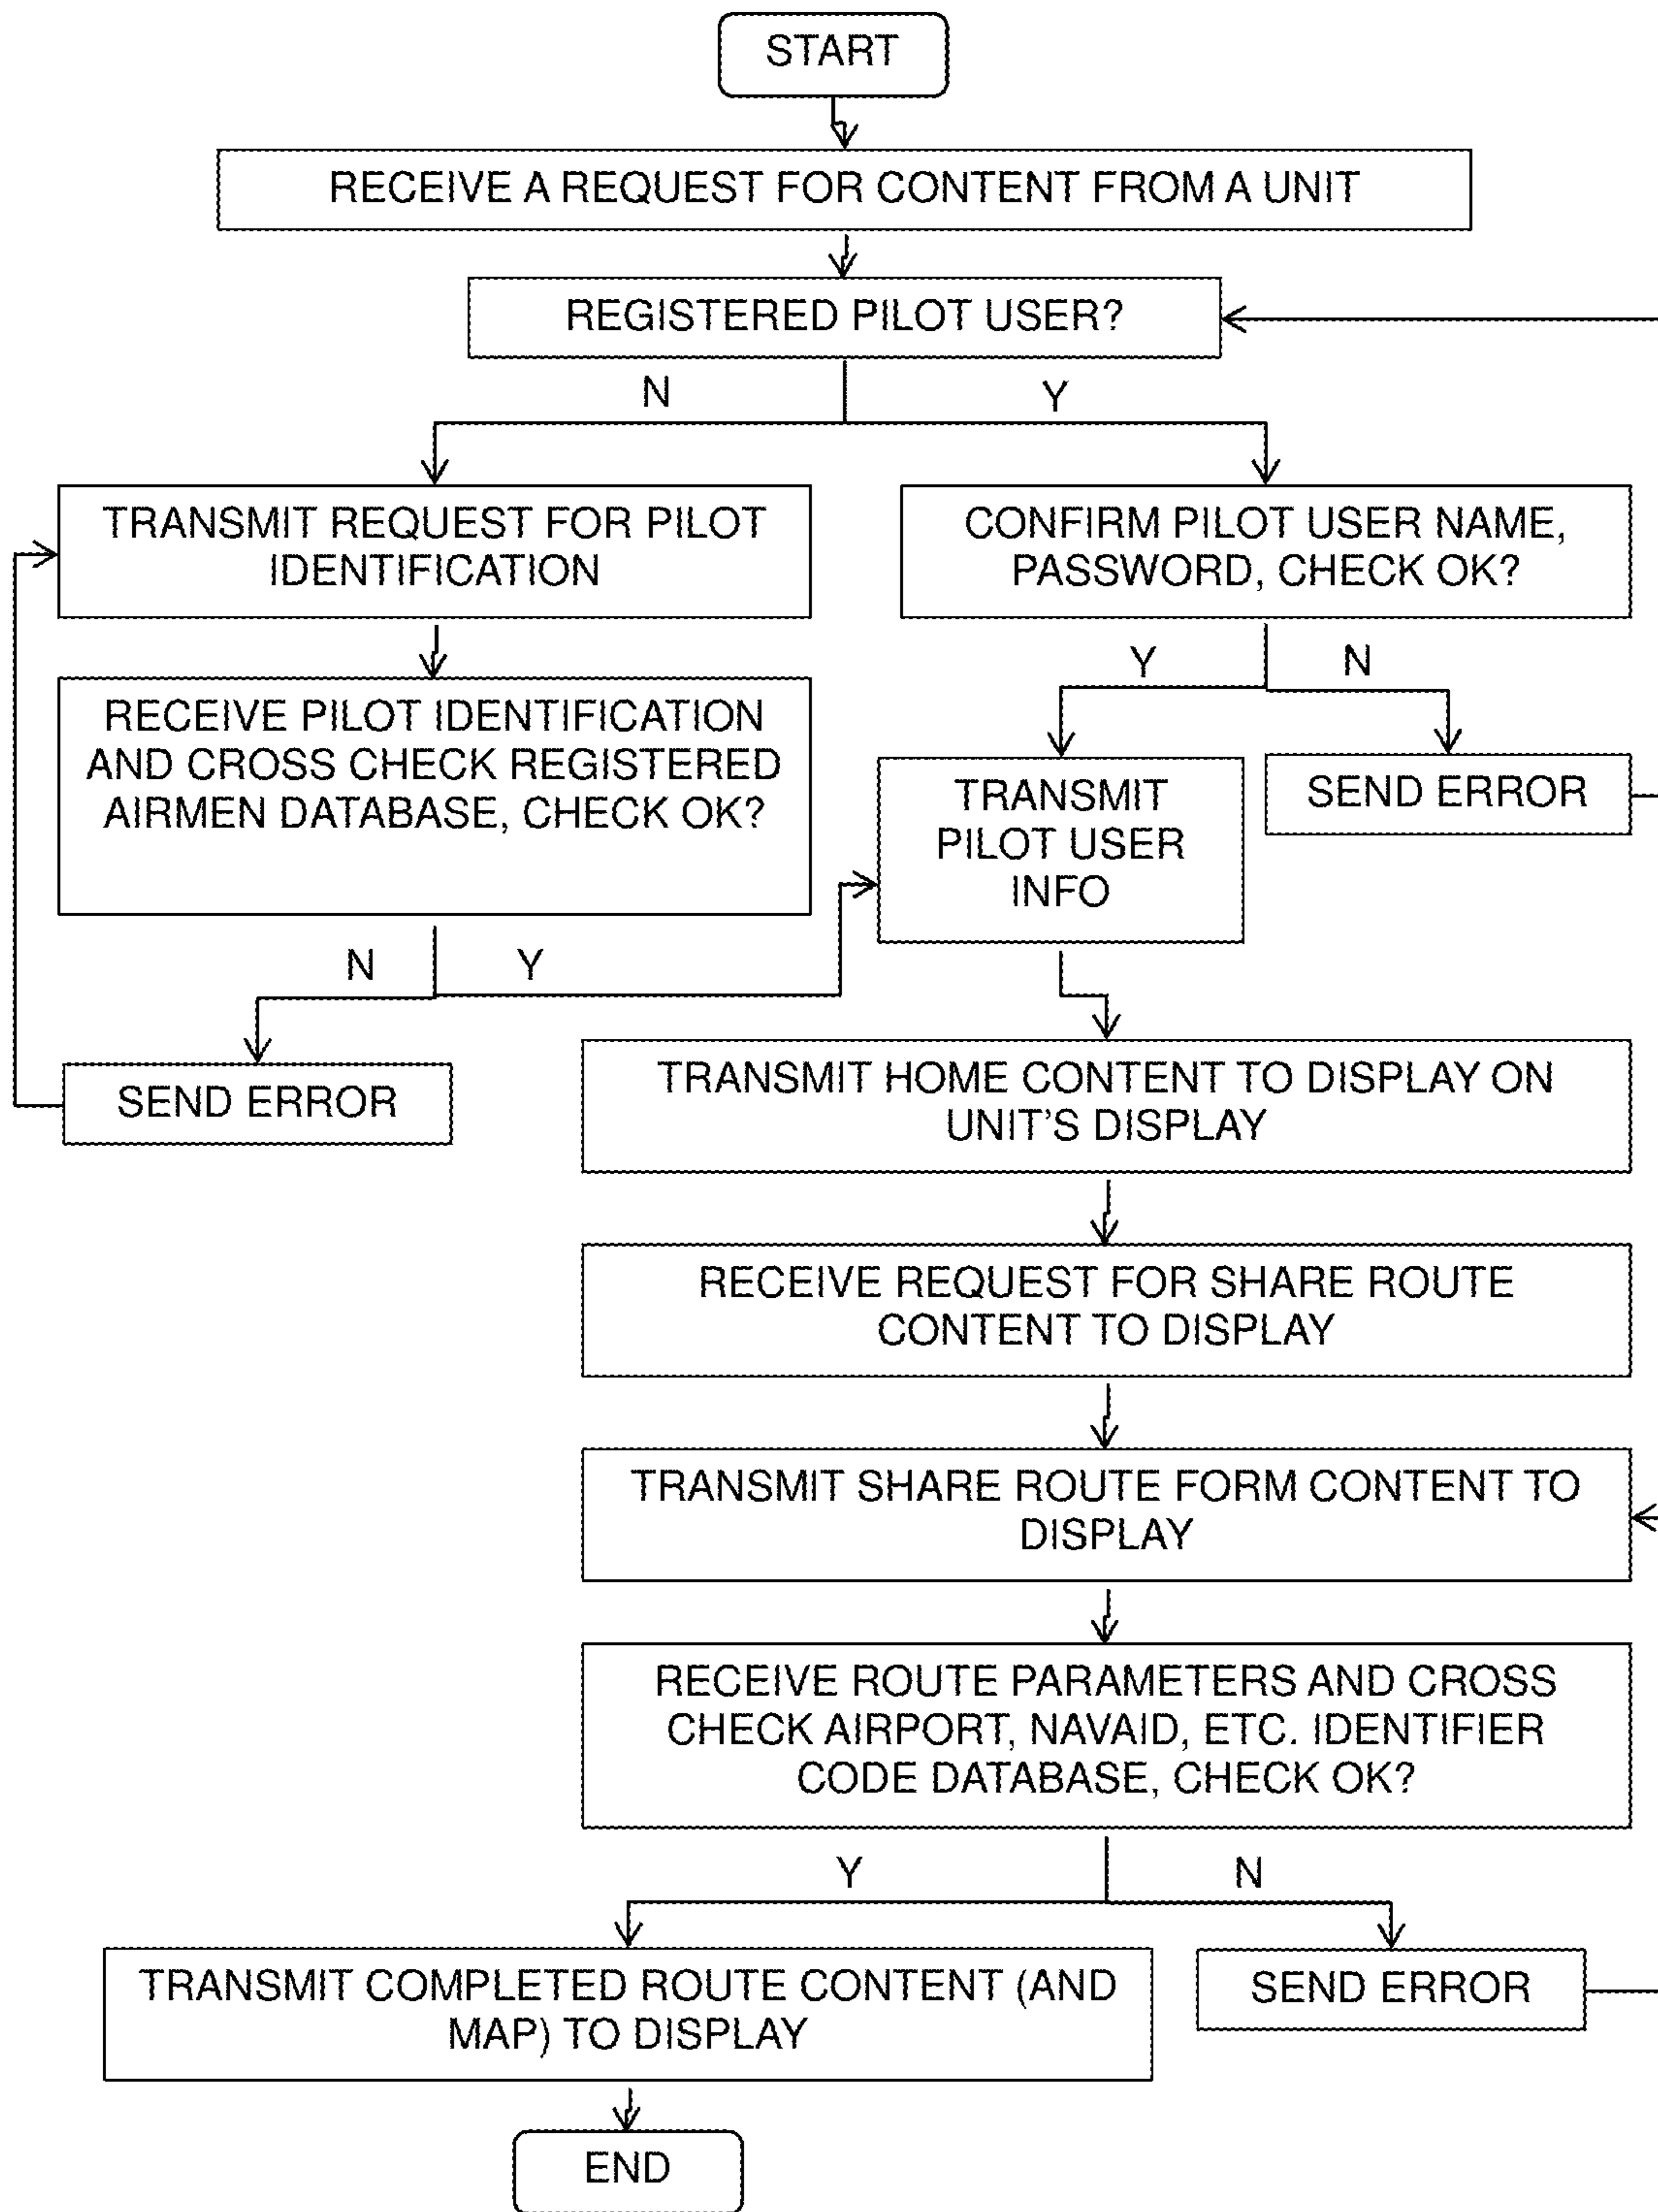 START
RECEIVE A REQUEST FOR CONTENT FROM A UNIT
REGISTERED PILOT USER?
N
Y
TRANSMIT REQUEST FOR PILOT
IDENTIFICATION
CONFIRM PILOT USER NAME,
PASSWORD, CHECK OK?
Y
N
RECEIVE PILOT IDENTIFICATION
AND CROSS CHECK REGISTERED
AIRMEN DATABASE, CHECK OK?
TRANSMIT
PILOT USER
INFO
SEND ERROR
N
Y
SEND ERROR
TRANSMIT HOME CONTENT TO DISPLAY ON
UNIT'S DISPLAY
RECEIVE REQUEST FOR SHARE ROUTE
CONTENT TO DISPLAY
TRANSMIT SHARE ROUTE FORM CONTENT TO
DISPLAY
RECEIVE ROUTE PARAMETERS AND CROSS
CHECK AIRPORT, NAVAID, ETC. IDENTIFIER
CODE DATABASE, CHECK OK?
Y
N
TRANSMIT COMPLETED ROUTE CONTENT (AND
MAP) TO DISPLAY
SEND ERROR
END